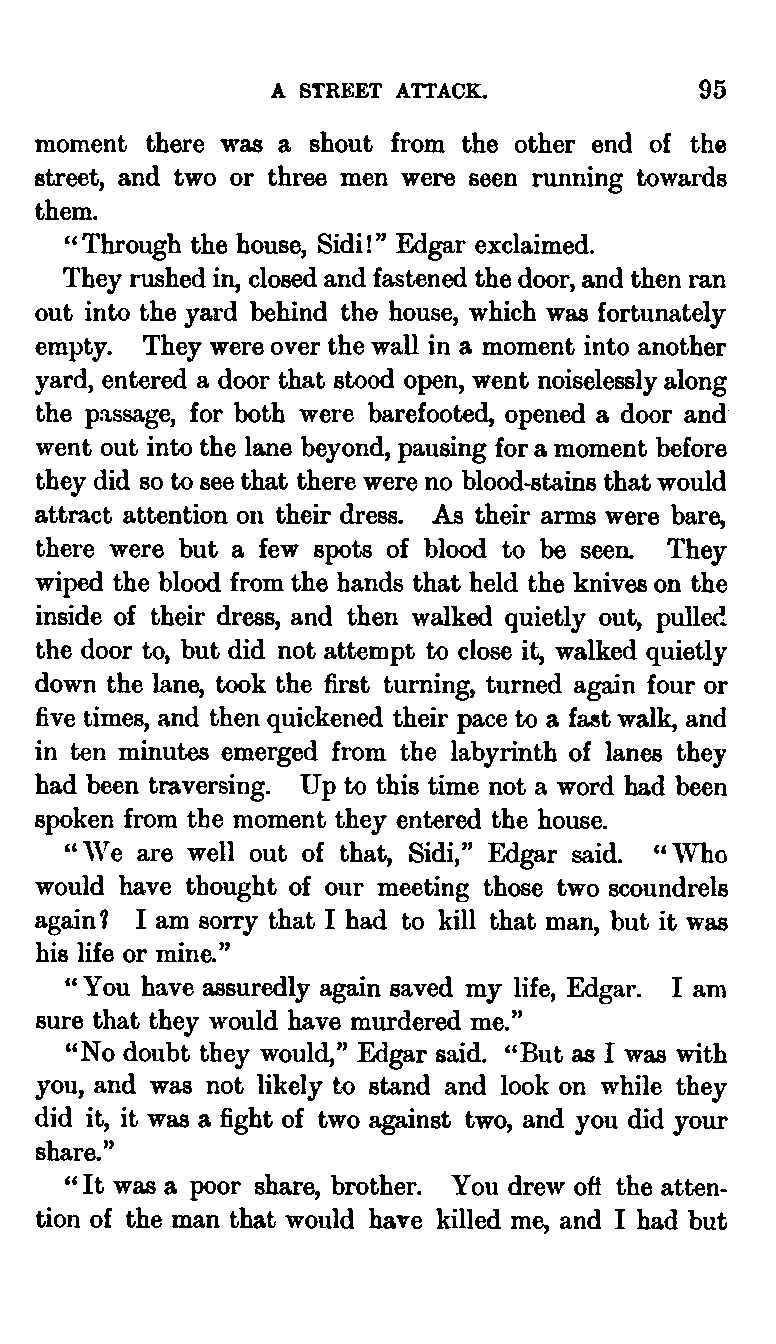 A STREET ATTACK. 95
moment there was a shout from the other end of the
street, and two or three men were seen running towards
them.
"Through the house, Sidi!" Edgar exclaimed.
They rushed in, closed and fastened the door, and then ran
out into the yard behind the house, which was fortunately
empty. They were over the wall in a moment into another
yard, entered a door that stood open, went noiselessly along
the passage, for both were barefooted, opened a door and
went out into the lane beyond, pausing for a moment before
they did so to see that there were no blood-stains that would
attract attention on their dress. As their arms were bare,
there were but a few spots of blood to be seen. They
wiped the blood from the hands that held the knives on the
inside of their dress, and then walked quietly out, pulled
the door to, but did not attempt to close it, walked quietly
down the lane, took the first turning, turned again four or
five times, and then quickened their pace to a fast walk, and
in ten minutes emerged from the labyrinth of lanes they
had been traversing. Up to this time not a word had been
spoken from the moment they entered the house.
"We are well out of that, Sidi," Edgar said. "Who
would have thought of our meeting those two scoundrels
again? I am sorry that I had to kill that man, but it was
his life or mine."
"You have assuredly again saved my life, Edgar. I am
sure that they would have murdered me."
"No doubt they would," Edgar said. "But as I was with
you, and was not likely to stand and look on while they
did it, it was a fight of two against two, and you did your
share."
"It was a poor share, brother. You drew off the atten-
tion of the man that would have killed me, and I had but